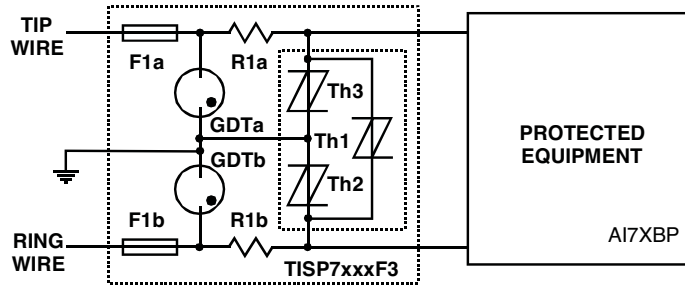 TIP
WIRE
F1a
R1a
GDTa
Th3
Th1
GDTb
Th2
F1b
R1b
RING
WIRE
TISP7xxxF3
PROTECTED
EQUIPMENT
AI7XBP